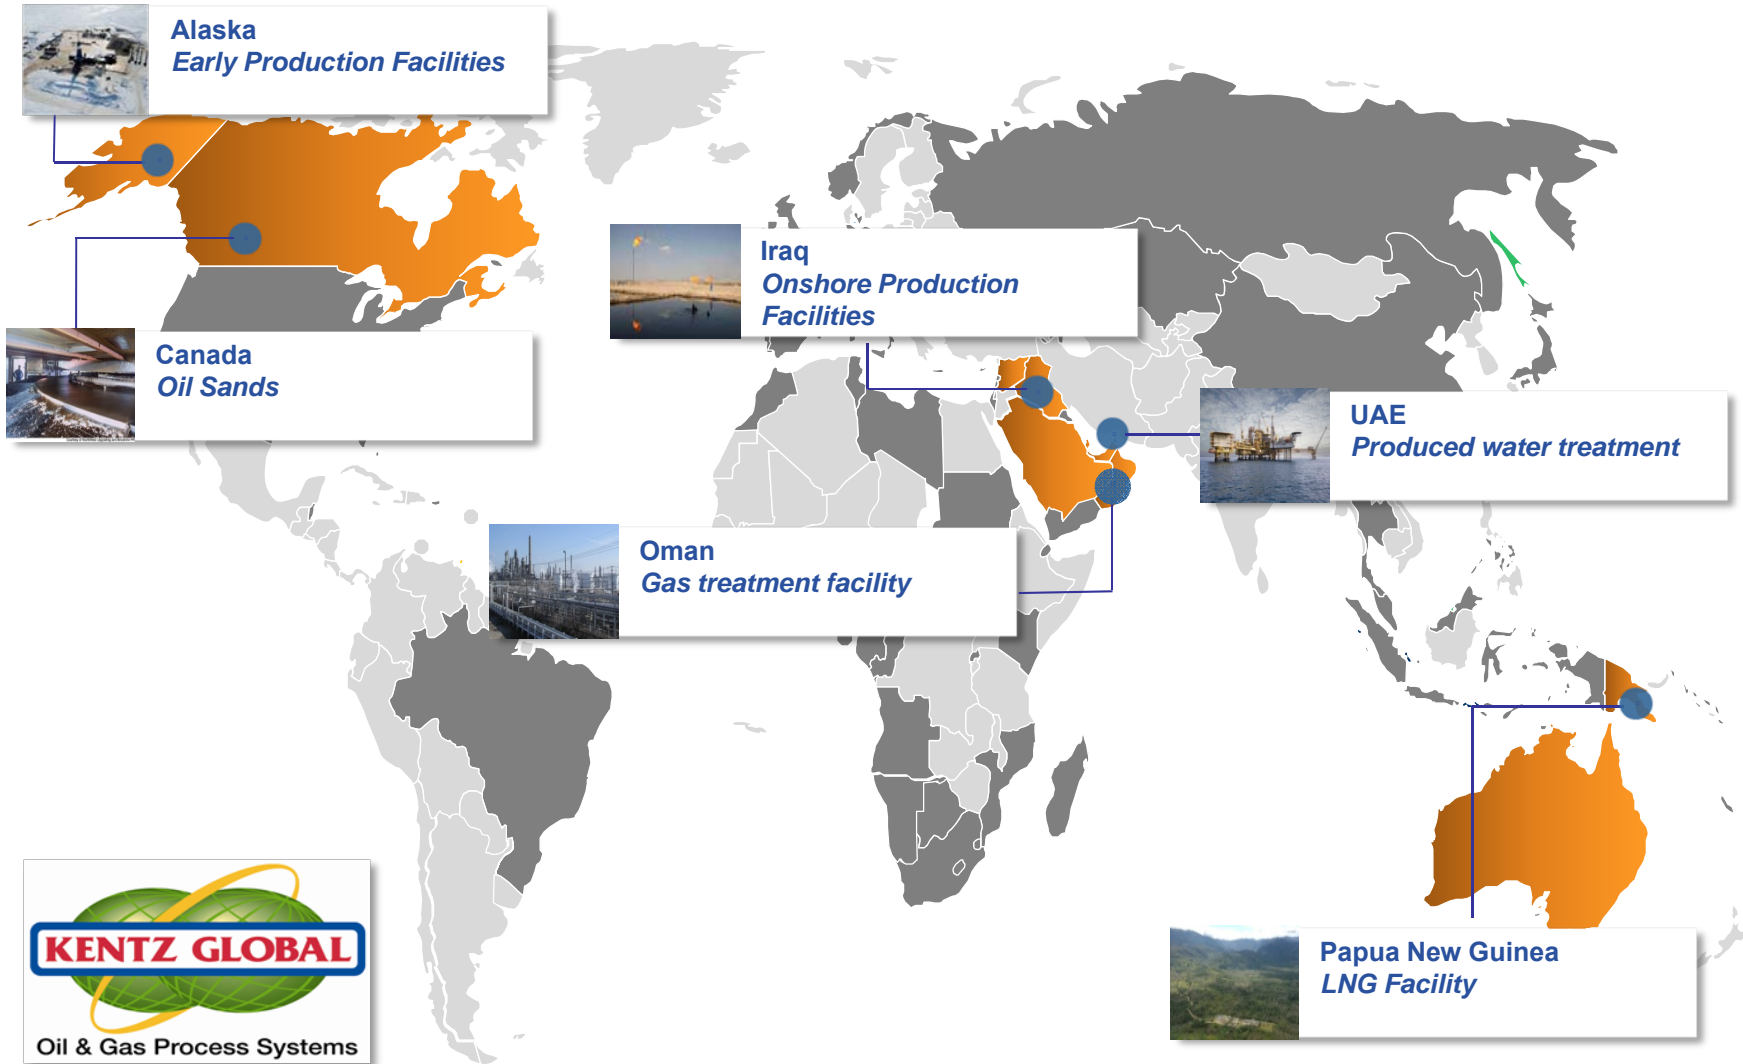 Alaska
Early Production Facilities
Iraq
Onshore Production
Facilities
Canada
Oil Sands
UAE
Produced water treatment
Oman
Gas treatment facility
Papua New Guinea
LNG Facility
KENTZ GLOBAL
Oil & Gas Process Systems